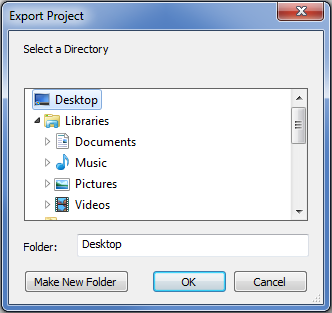 Export Project
Select a Directory
Desktop
Libraries
Documents
Music
Pictures
Videos
Folder: Desktop
Make New Folder OK Cancel